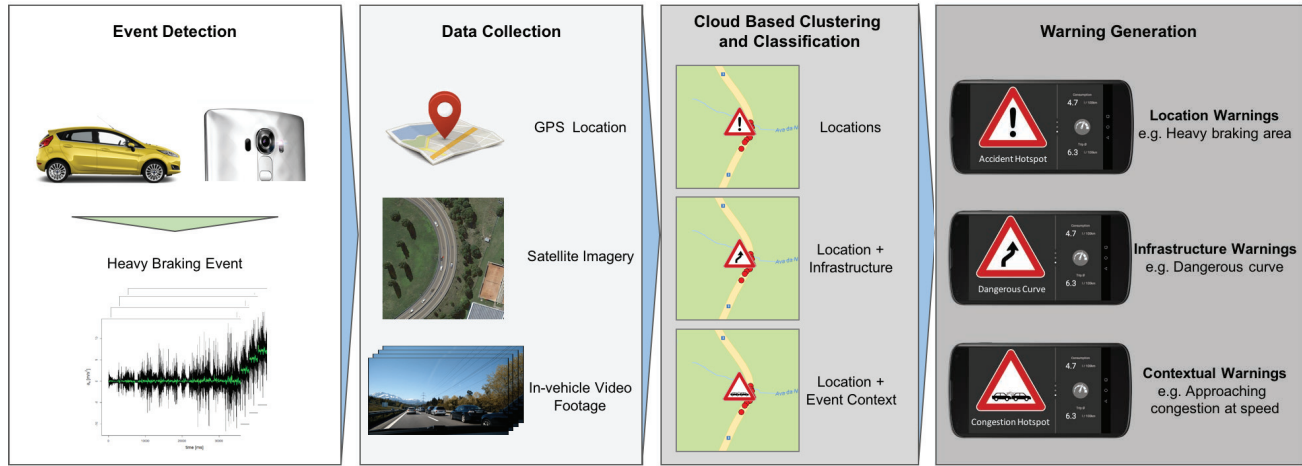 Event Detection
Heavy Braking Event
time [ms]
Data Collection
GPS Location
Satellite Imagery
In-vehicle Video
Footage
Cloud Based Clustering
and Classification
Locations
Location +
Infrastructure
Location +
Event Context
Warning Generation
Accident Hotspot
Consumption
4.7
6.3
Location Warnings
e.g. Heavy braking area
Dangerous Curve
Consumption
4.7
6.3
Infrastructure Warnings
e.g. Dangerous curve
Congestion Hotspot
Consumption
4.7
6.3
Contextual Warnings
e.g. Approaching
congestion at speed